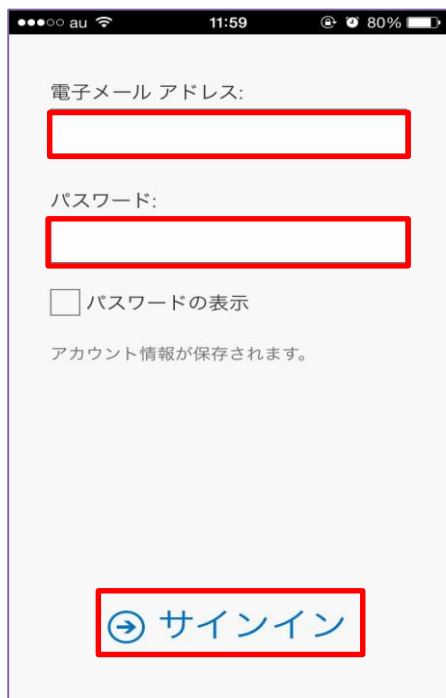 au 11:59 80%
電子メール アドレス:
パスワード:
パスワードの表示
アカウント情報が保存されます。
サインイン